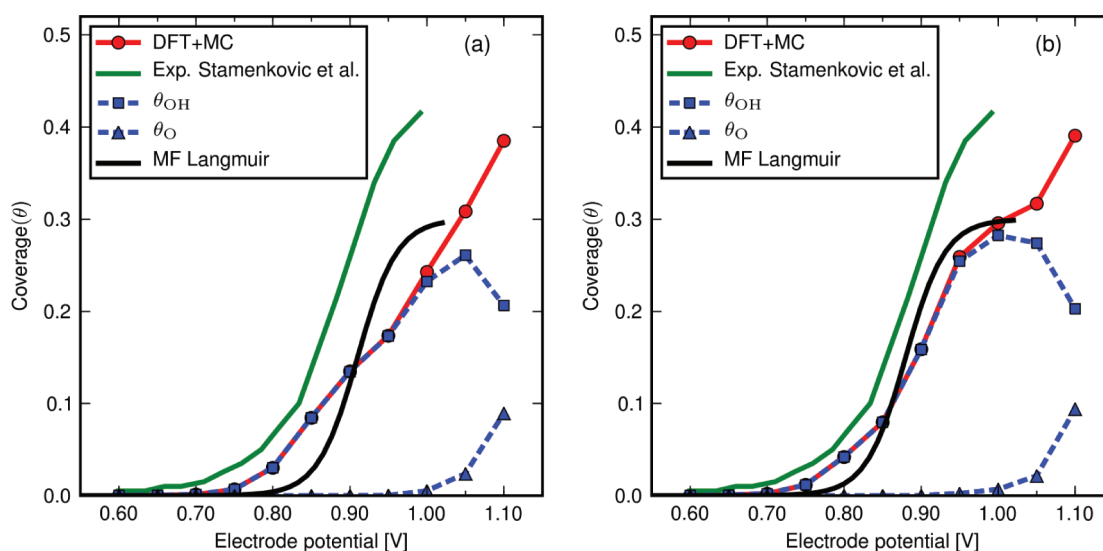 0.5
0.4
0.3
0.2
0.1
0.0
Coverage(θ)
DFT+MC
Exp. Stamenkovic et al.
θOH
θO
MF Langmuir
(a)
0.60 0.70 0.80 0.90 1.00 1.10
Electrode potential [V]
0.5
0.4
0.3
0.2
0.1
0.0
Coverage(θ)
DFT+MC
Exp. Stamenkovic et al.
θOH
θO
MF Langmuir
(b)
0.60 0.70 0.80 0.90 1.00 1.10
Electrode potential [V]